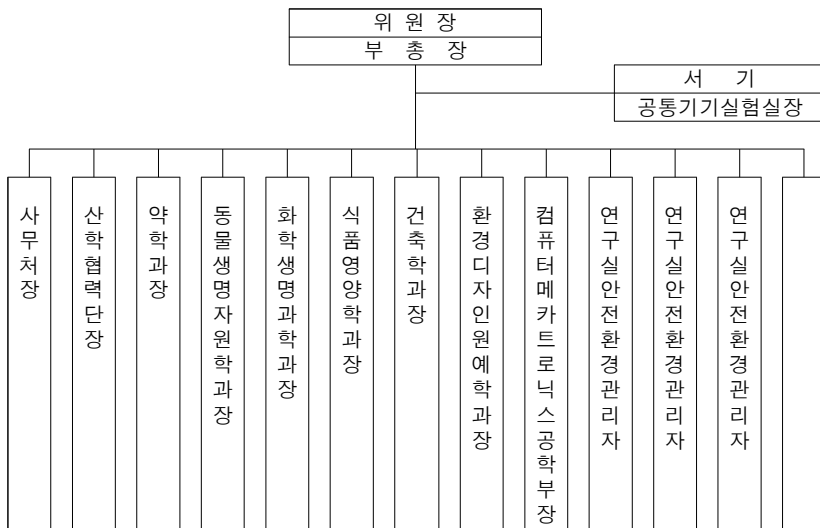 위 원 장
부 총 장
서 기
공통기기실험실장
사무처장
산학협력단장
약학과장
동물생명자원학과장
화학생명과학과장
식품영양학과장
건축학과장
환경디자인원예학과장
컴퓨터메카트로닉스공학부장
연구실안전환경관리자
연구실안전환경관리자
연구실안전환경관리자